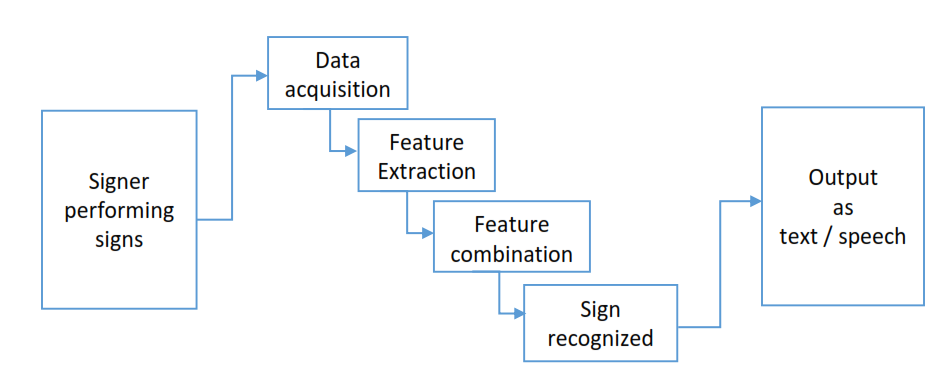 Signer
performing
signs
Data
acquisition
Feature
Extraction
Feature
combination
Sign
recognized
Output
as
text / speech